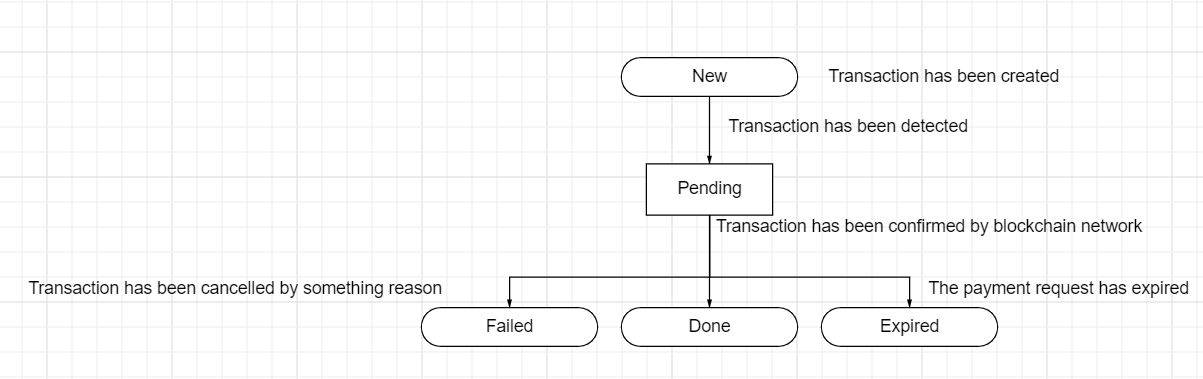 New
Transaction has been created
Transaction has been detected
Pending
Transaction has been confirmed by blockchain network
Transaction has been cancelled by something reason
The payment request has expired
Failed
Done
Expired